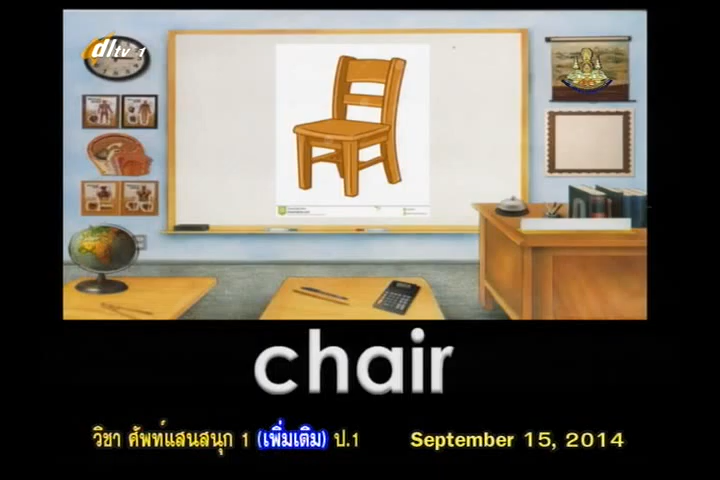 dltv 1
chair
วิชา ศัพท์แสนสนุก 1 (เพิ่มเติม) ป.1
September 15, 2014